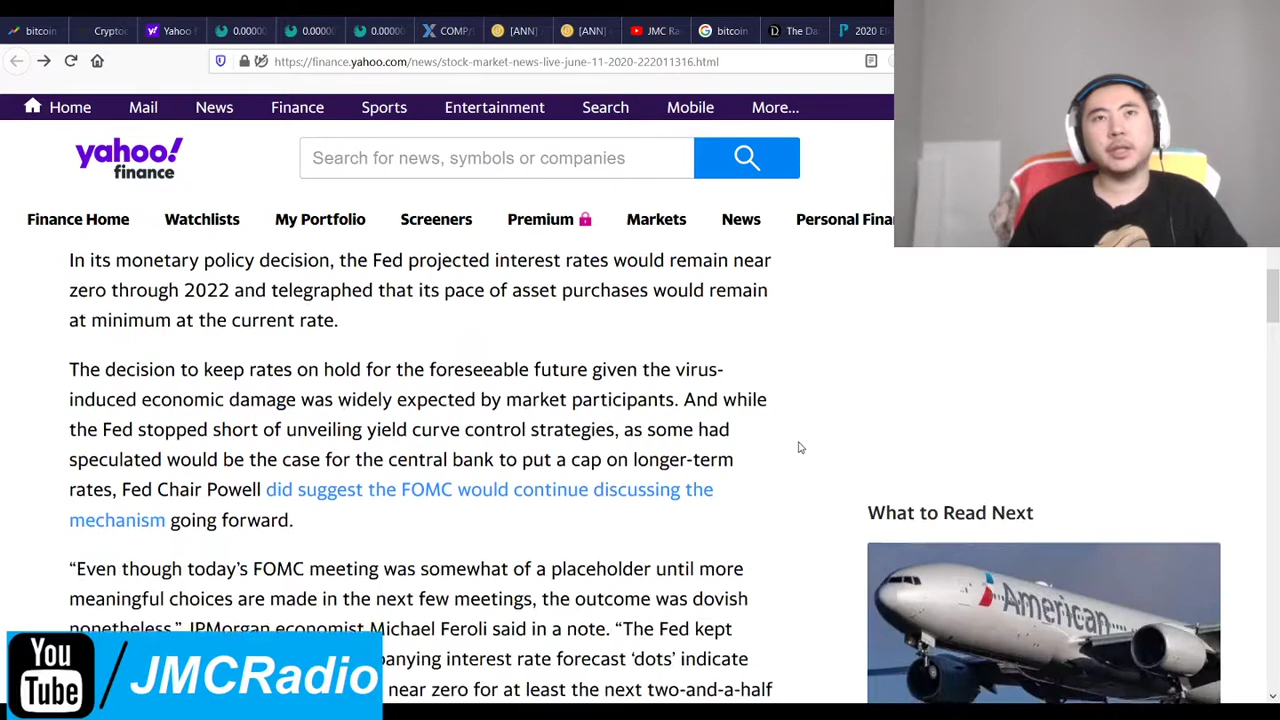 bitcoin
Cryptoc
Yahoo
0.00000
0.00000
0.00000
COMP/
[ANN]
[ANN]
JMC Ra
bitcoin
The Da
https://finance.yahoo.com/news/stock-market-news-live-june-11-2020-222011316.html
Home Mail News Finance Sports Entertainment Search Mobile More...
yahoo!
finance
Search for news, symbols or companies
Finance Home Watchlists My Portfolio Screeners Premium Markets News Personal Finan
In its monetary policy decision, the Fed projected interest rates would remain near
zero through 2022 and telegraphed that its pace of asset purchases would remain
at minimum at the current rate.
The decision to keep rates on hold for the foreseeable future given the virus-
induced economic damage was widely expected by market participants. And while
the Fed stopped short of unveiling yield curve control strategies, as some had
speculated would be the case for the central bank to put a cap on longer-term
rates, Fed Chair Powell did suggest the FOMC would continue discussing the
mechanism going forward.
“Even though today’s FOMC meeting was somewhat of a placeholder until more
meaningful choices are made in the next few meetings, the outcome was dovish
nonetheless,” JPMorgan economist Michael Feroli said in a note. “The Fed kept
panying interest rate forecast ‘dots’ indicate
near zero for at least the next two-and-a-half
What to Read Next
American
You
Tube
/JMCRadio